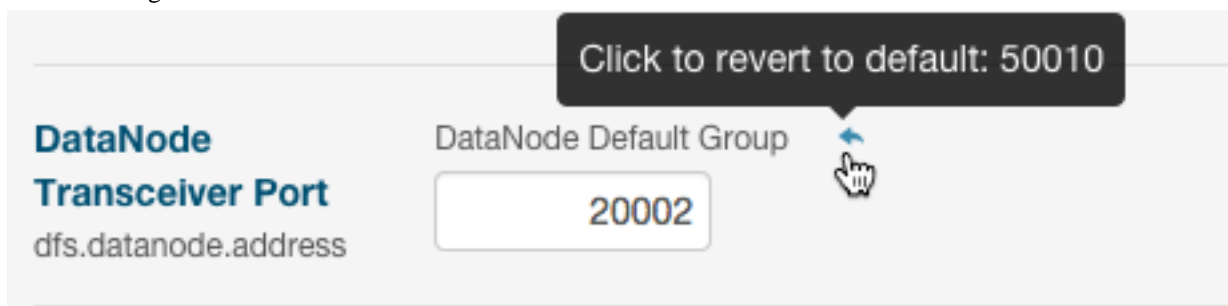 Click to revert to default: 50010
DataNode Default Group
DataNode
Transceiver Port
dfs.datanode.address
20002